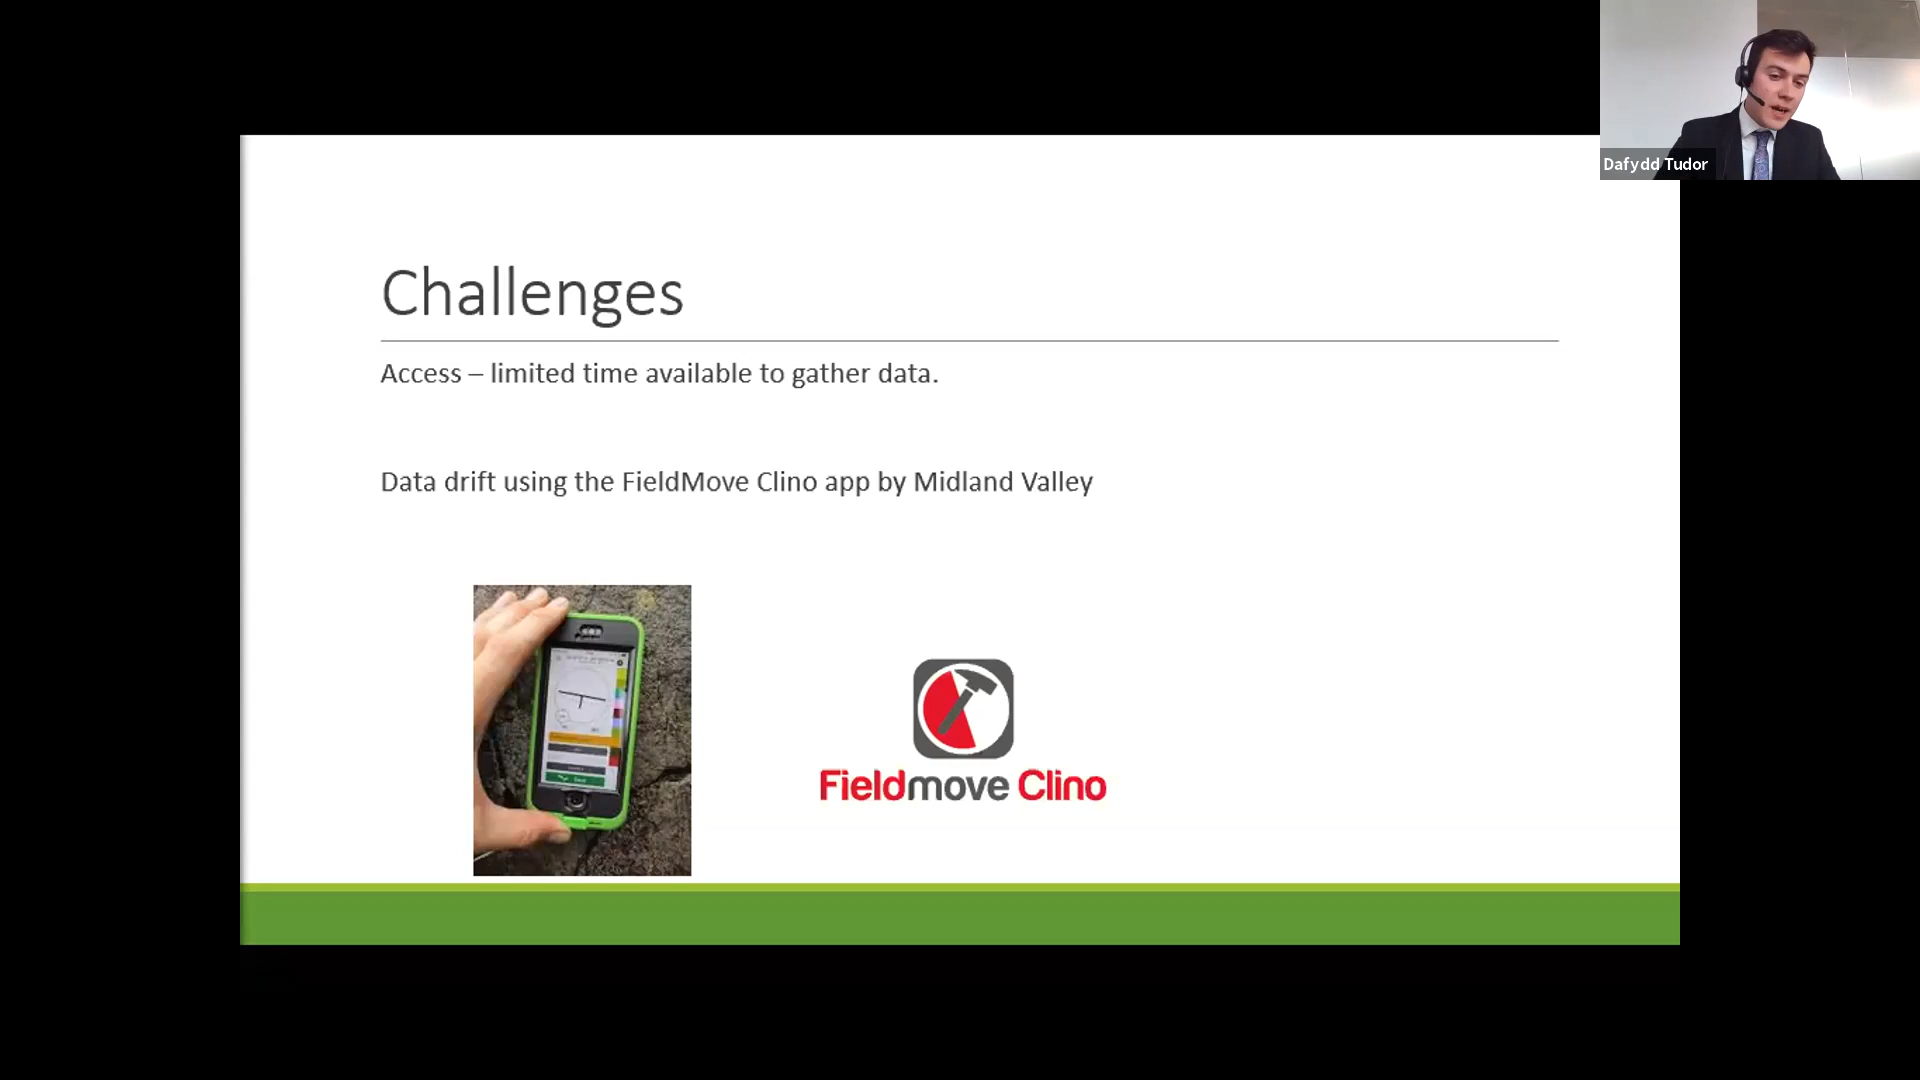 Dafydd Tudor
Challenges
Access – limited time available to gather data.
Data drift using the FieldMove Clino app by Midland Valley
Fieldmove Clino